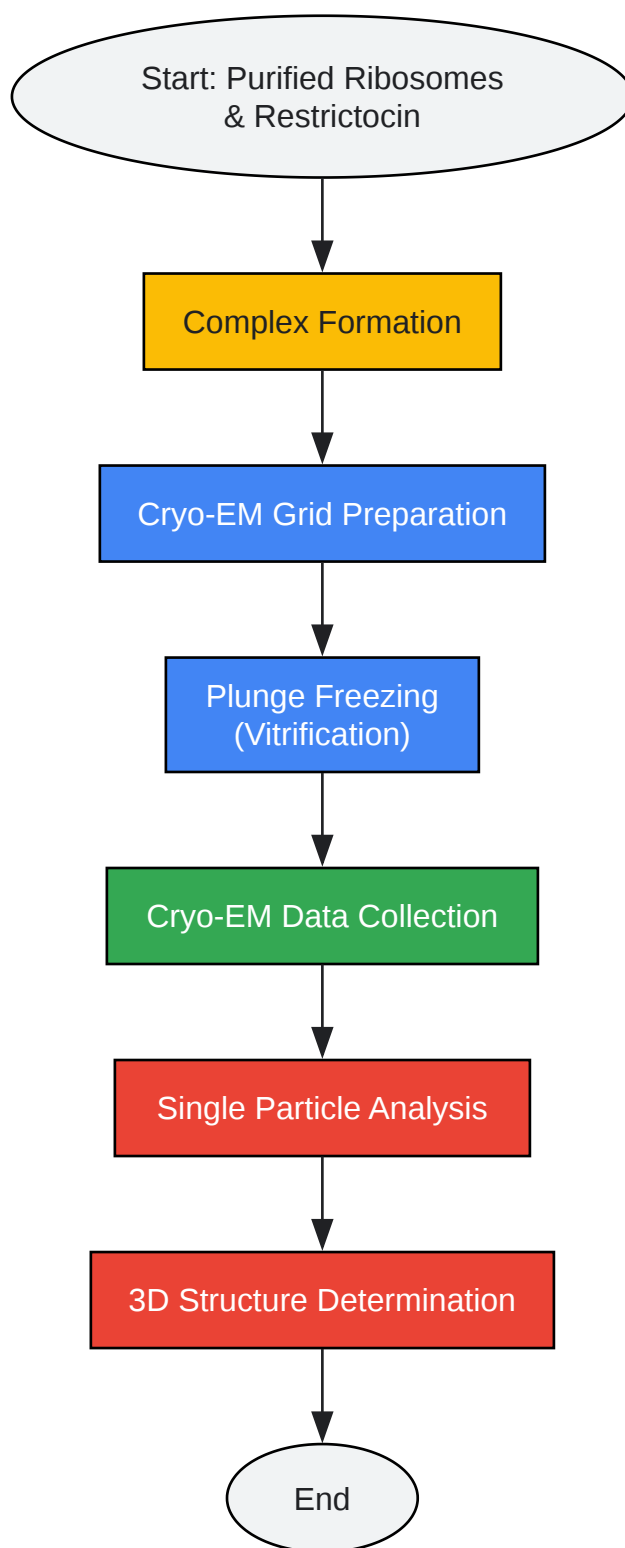 Start: Purified Ribosomes
& Restrictocin
Complex Formation
Cryo-EM Grid Preparation
Plunge Freezing
(Vitrification)
Cryo-EM Data Collection
Single Particle Analysis
3D Structure Determination
End